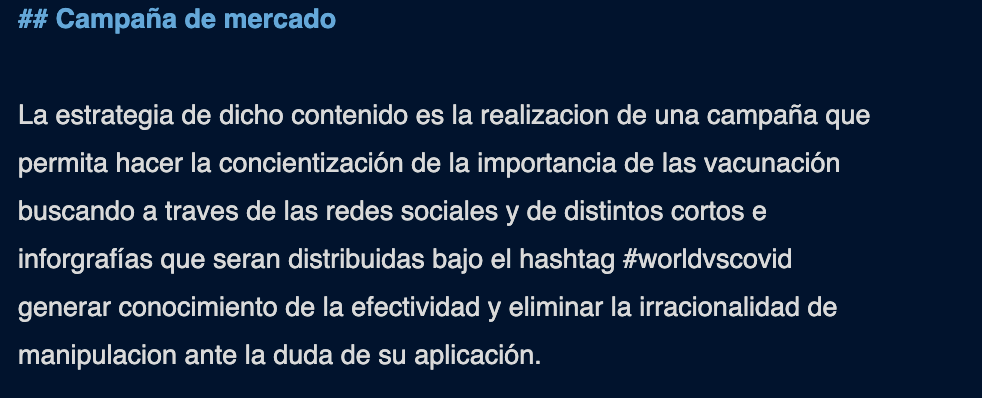 ## Campaña de mercado
La estrategia de dicho contenido es la realizacion de una campaña que
permita hacer la concientización de la importancia de las vacunación
buscando a traves de las redes sociales y de distintos cortos e
inforgrafías que seran distribuidas bajo el hashtag #worldvscovid
generar conocimiento de la efectividad y eliminar la irracionalidad de
manipulacion ante la duda de su aplicación.